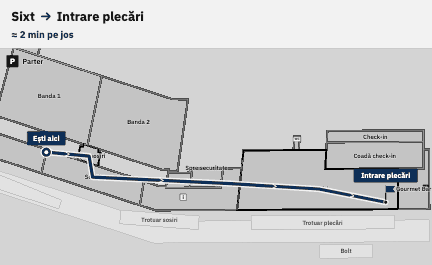 Sixt → Intrare plecări
≈ 2 min pe jos
P Parter
Banda 1
Banda 2
Ești aici
Check-in
Coadă check-in
Intrare plecări
Gourmet Bar
Trotuar sosiri
Trotuar plecări
Bolt